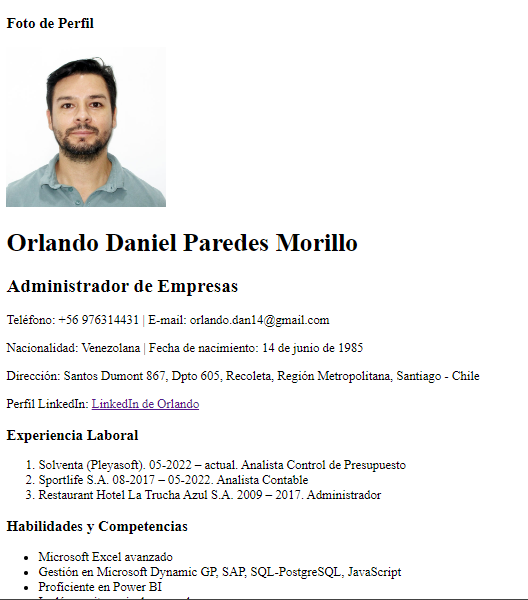 Foto de Perfil
Orlando Daniel Paredes Morillo
Administrador de Empresas
Teléfono: +56 976314431 | E-mail: orlando.dan14@gmail.com
Nacionalidad: Venezolana | Fecha de nacimiento: 14 de junio de 1985
Dirección: Santos Dumont 867, Dpto 605, Recoleta, Región Metropolitana, Santiago - Chile
Perfil LinkedIn: LinkedIn de Orlando
Experiencia Laboral
1. Solventa (Pleyasoft). 05-2022 – actual. Analista Control de Presupuesto
2. Sportlife S.A. 08-2017 – 05-2022. Analista Contable
3. Restaurant Hotel La Trucha Azul S.A. 2009 – 2017. Administrador
Habilidades y Competencias
• Microsoft Excel avanzado
• Gestión en Microsoft Dynamic GP, SAP, SQL-PostgreSQL, JavaScript
• Proficiente en Power BI